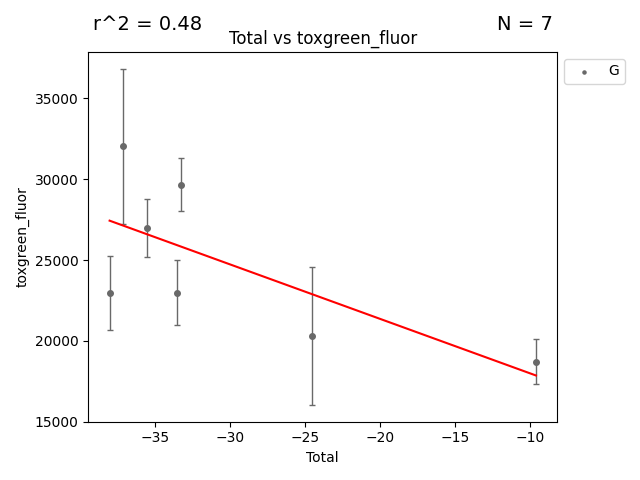 r^2 = 0.48
N = 7
Total vs toxgreen_fluor
G
35000
30000
25000
20000
15000
toxgreen_fluor
−35
−30
−25
−20
−15
−10
Total